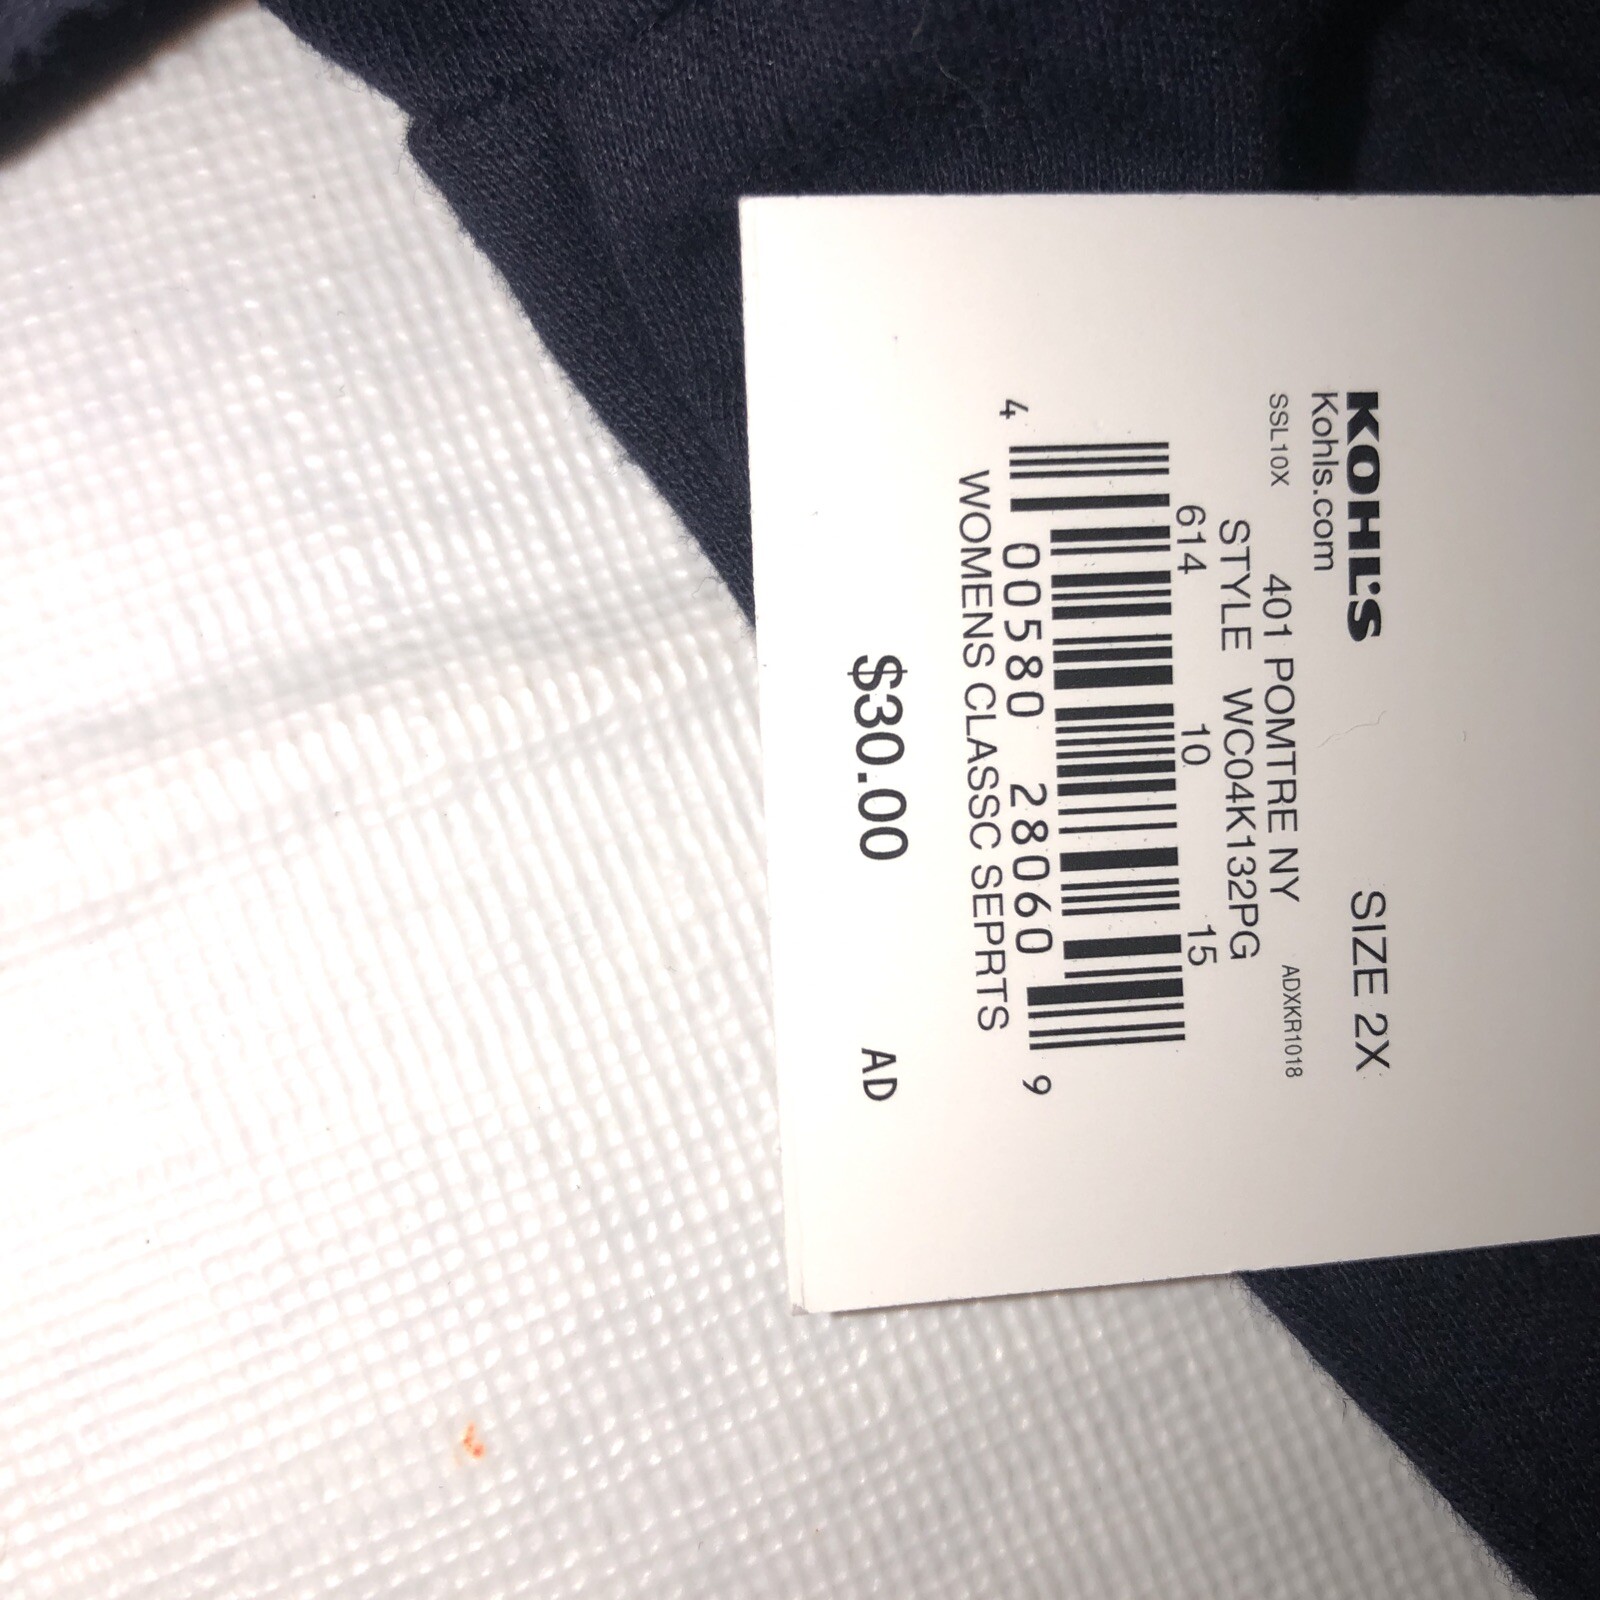 KOHL'S SIZE 2X
Kohls.com
SSL10X 401 POMTRE NY ADXKR1018
STYLE WC04K132PG
614 10 15
4 00580 28060 9
WOMENS CLASSC SEPRTS
$30.00 AD